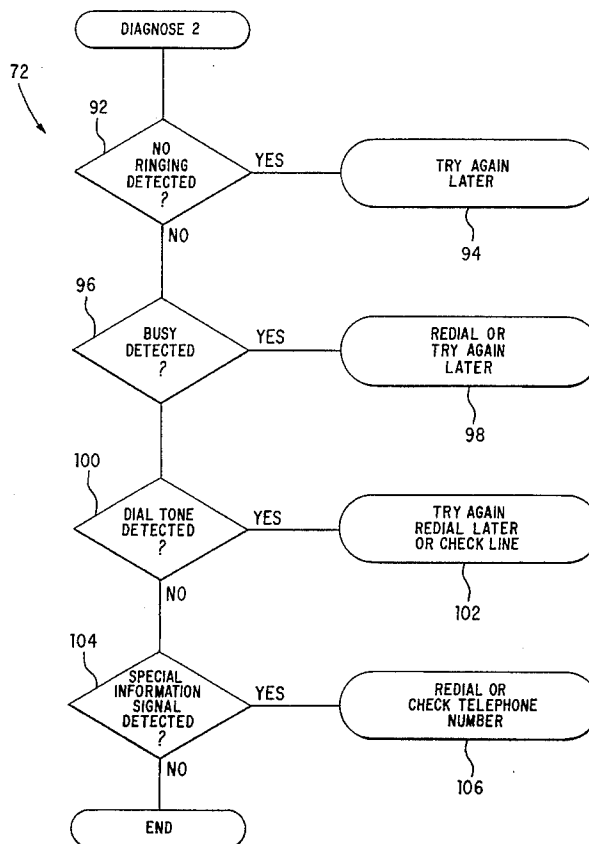 DIAGNOSE 2
72
92
NO
RINGING
DETECTED
?
YES
TRY AGAIN
LATER
94
NO
96
BUSY
DETECTED
?
YES
REDIAL OR
TRY AGAIN
LATER
98
100
DIAL TONE
DETECTED
?
YES
TRY AGAIN
REDIAL LATER
OR CHECK LINE
102
NO
104
SPECIAL
INFORMATION
SIGNAL
DETECTED
?
YES
REDIAL OR
CHECK TELEPHONE
NUMBER
106
NO
END